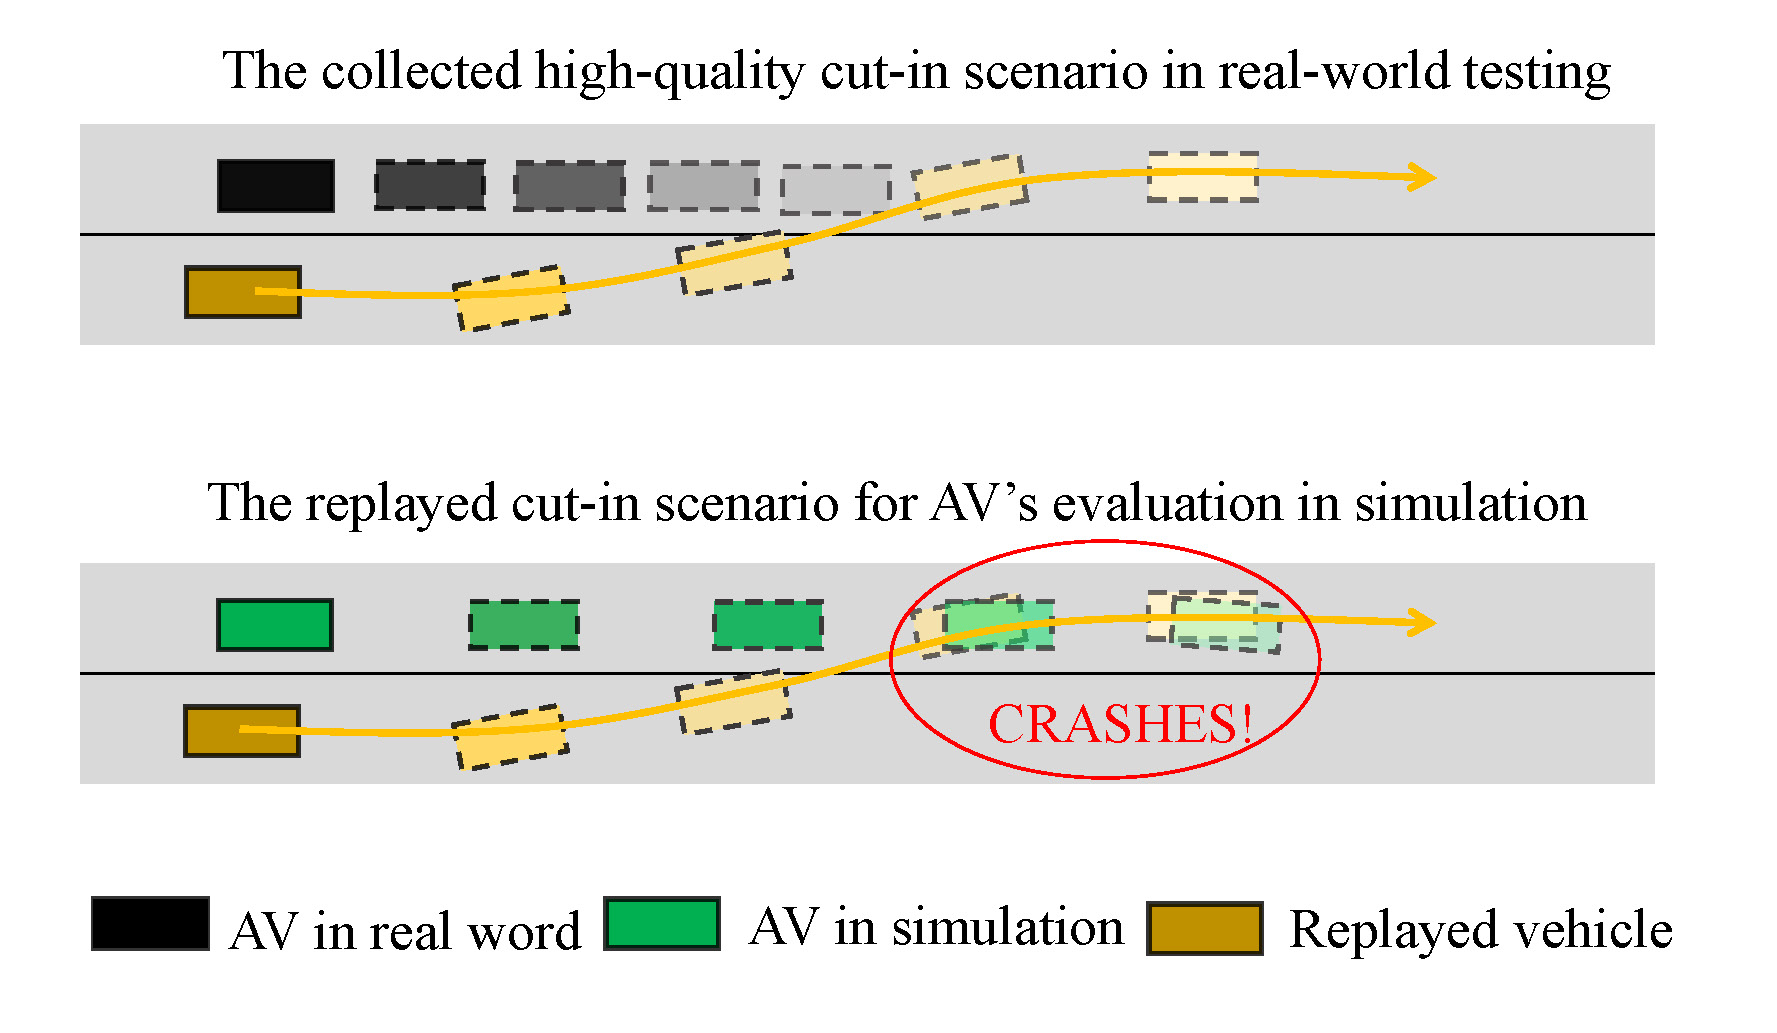 The collected high-quality cut-in scenario in real-world testing
The replayed cut-in scenario for AV’s evaluation in simulation
CRASHES!
AV in real word
AV in simulation
Replayed vehicle